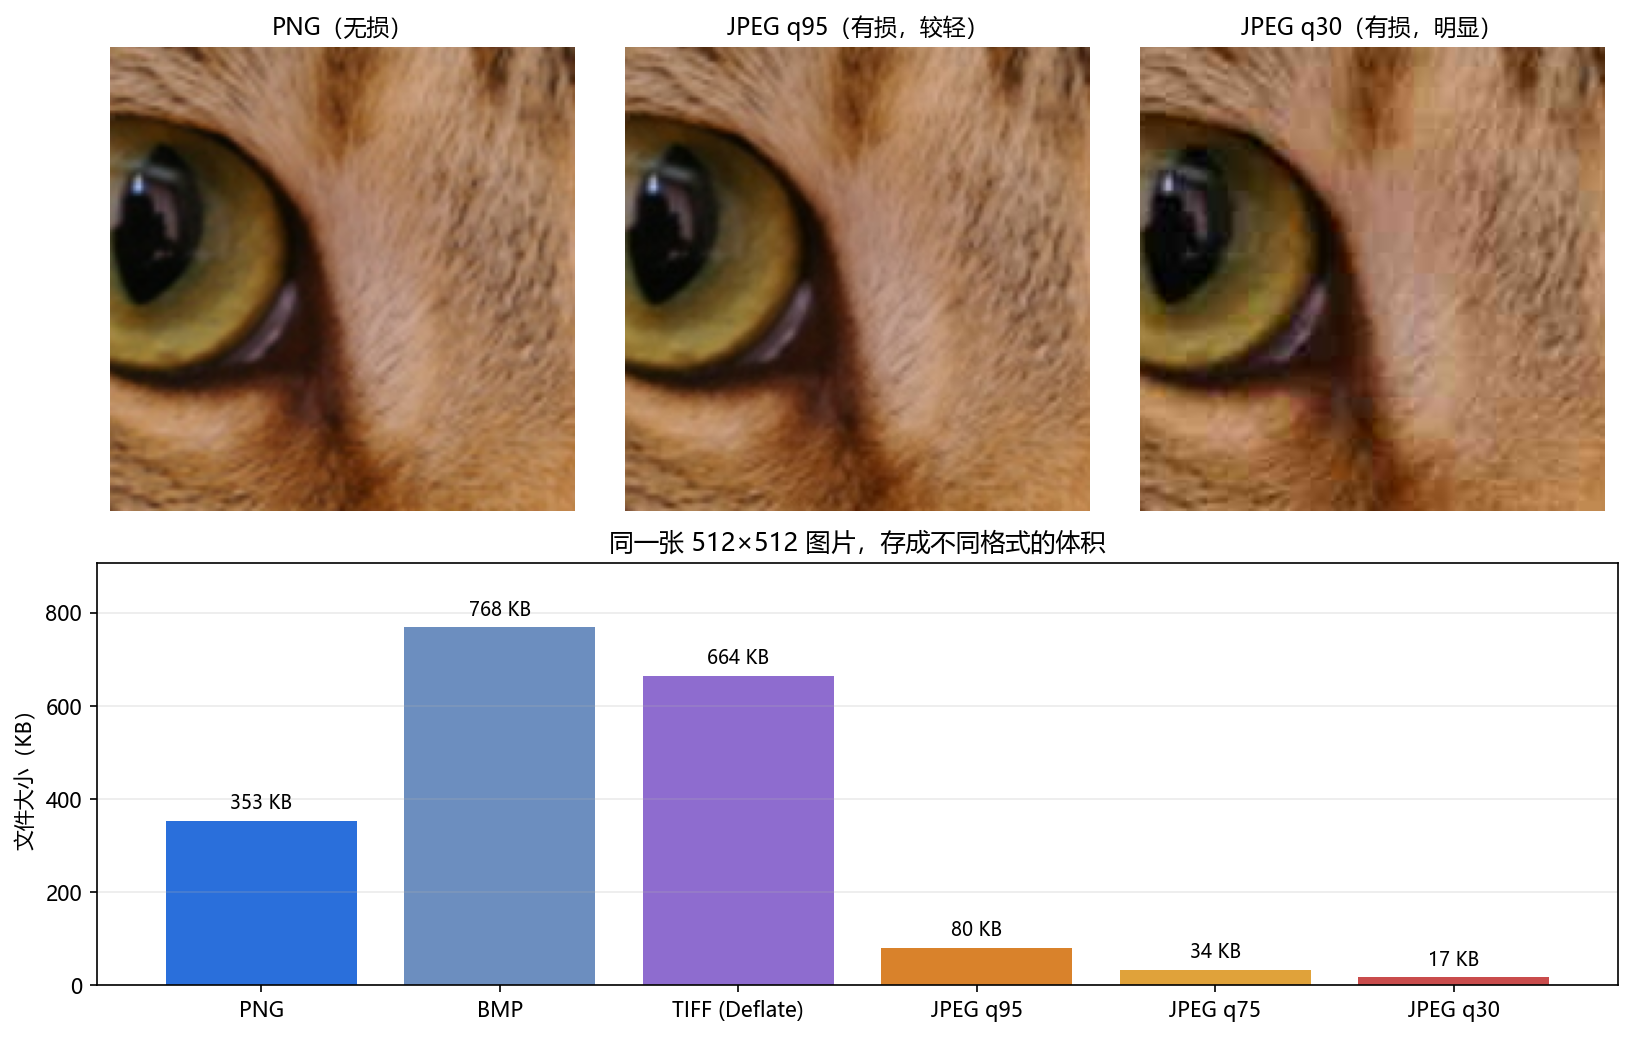 PNG（无损）
JPEG q95（有损，较轻）
JPEG q30（有损，明显）
同一张 512×512 图片，存成不同格式的体积
文件大小（KB）
800
600
400
200
0
353 KB
768 KB
664 KB
80 KB
34 KB
17 KB
PNG
BMP
TIFF (Deflate)
JPEG q95
JPEG q75
JPEG q30